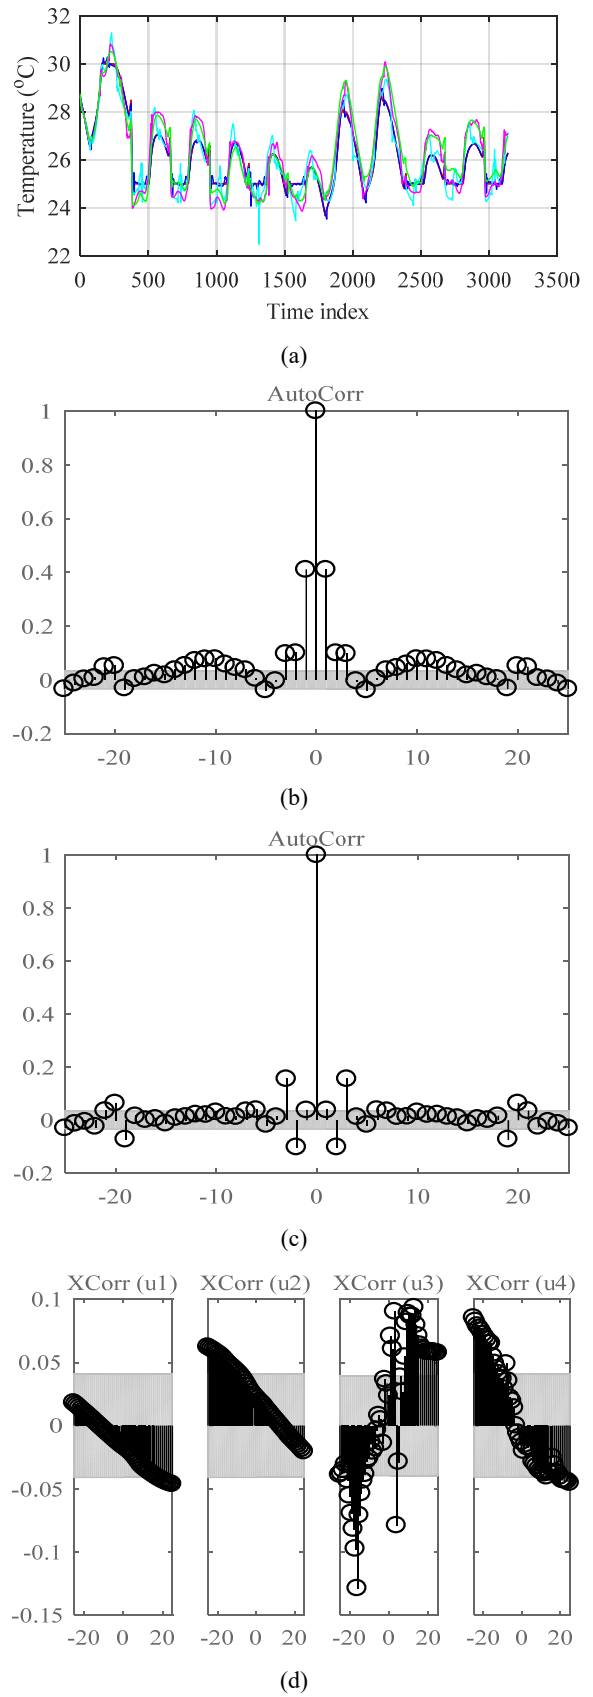 32
30
28
26
24
22
Temperature (°C)
0 500 1000 1500 2000 2500 3000 3500
Time index
(a)
AutoCorr
1
0.8
0.6
0.4
0.2
0
-0.2
-20 -10 0 10 20
(b)
AutoCorr
1
0.8
0.6
0.4
0.2
0
-0.2
-20 -10 0 10 20
(c)
XCorr (u1) XCorr (u2) XCorr (u3) XCorr (u4)
0.1
0.05
0
-0.05
-0.1
-0.15
-20 0 20 -20 0 20 -20 0 20 -20 0 20
(d)